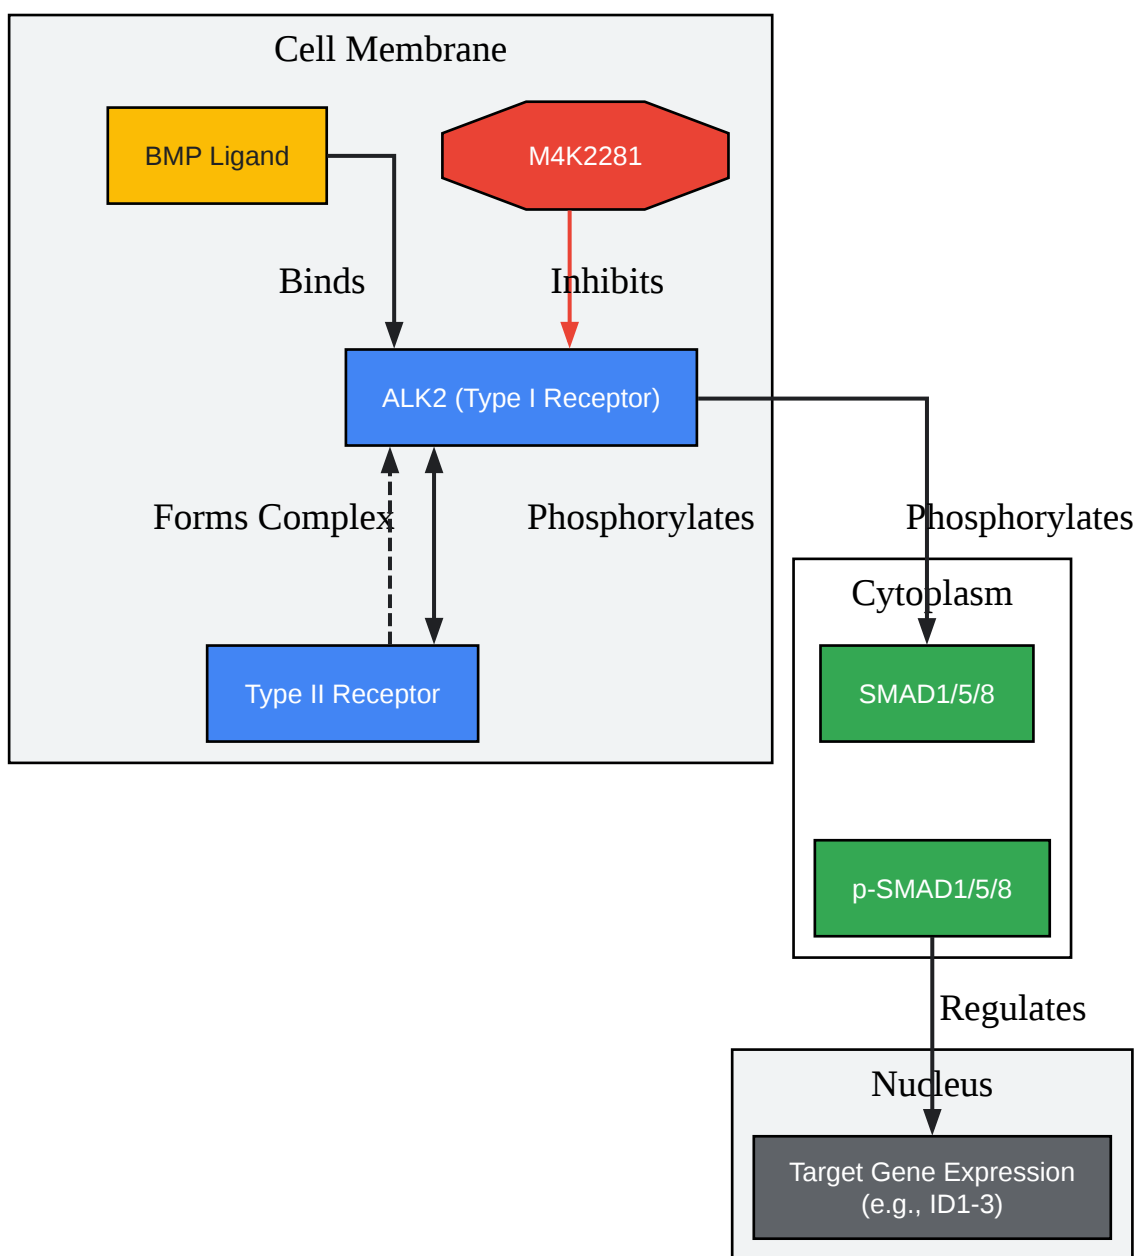 Cell Membrane
BMP Ligand
M4K2281
Binds
Inhibits
ALK2 (Type I Receptor)
Forms Complex
Phosphorylates
Phosphorylates
Cytoplasm
Type II Receptor
SMAD1/5/8
p-SMAD1/5/8
Regulates
Nucleus
Target Gene Expression
(e.g., ID1-3)